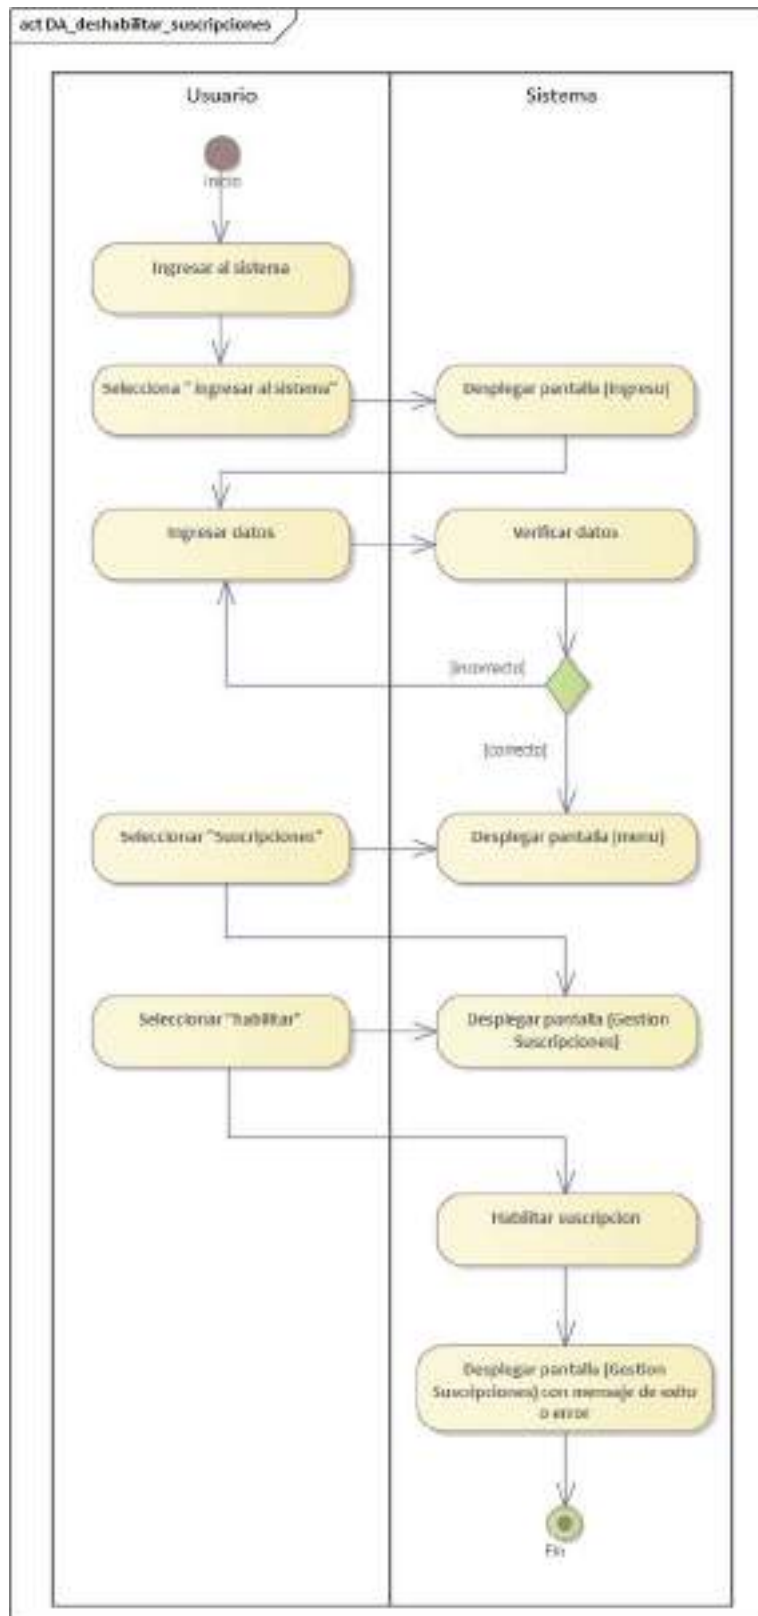 act DA_deshabilitar_suscripciones
Usuario
Sistema
inicio
Ingresar al sistema
Selecciona " Ingresar al sistema"
Desplegar pantalla (Ingreso)
Ingresar datos
Verificar datos
[incorrecto]
[correcto]
Seleccionar "Suscripciones"
Desplegar pantalla (menu)
Seleccionar "habilitar"
Desplegar pantalla (Gestion
Suscripciones)
Habilitar suscripcion
Desplegar pantalla (Gestion
Suscripciones) con mensaje de exito
o error
Fin